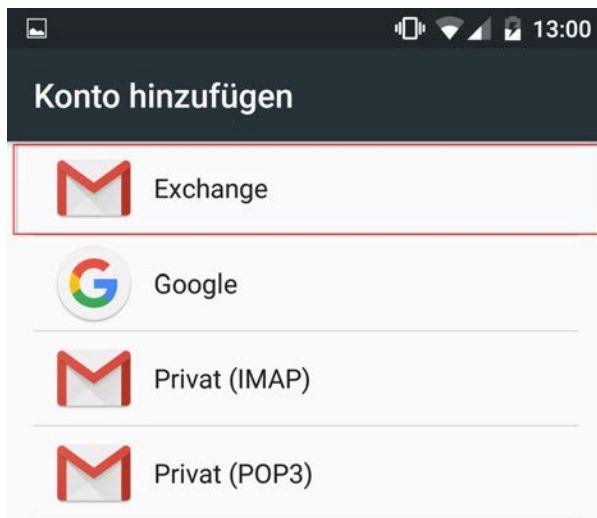 13:00
Konto hinzufügen
Exchange
Google
Privat (IMAP)
Privat (POP3)